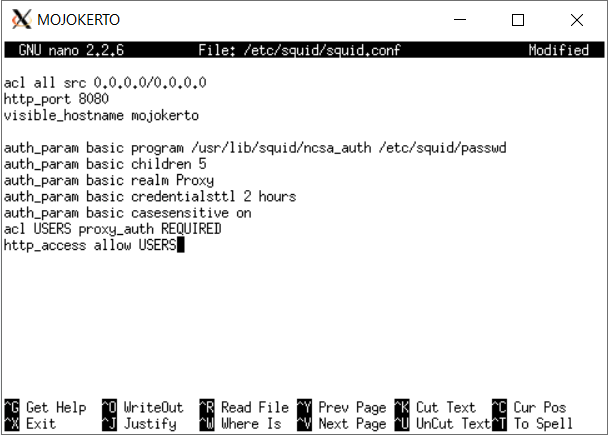 MOJOKERTO
GNU nano 2.2.6 File: /etc/squid/squid.conf Modified
acl all src 0.0.0.0/0.0.0.0
http_port 8080
visible_hostname mojokerto
auth_param basic program /usr/lib/squid/ncsa_auth /etc/squid/passwd
auth_param basic children 5
auth_param basic realm Proxy
auth_param basic credentialsttl 2 hours
auth_param basic casesensitive on
acl USERS proxy_auth REQUIRED
http_access allow USERS
^G Get Help ^O WriteOut ^R Read File ^Y Prev Page ^K Cut Text ^C Cur Pos
^X Exit ^J Justify ^W Where Is ^V Next Page ^U UnCut Text ^T To Spell